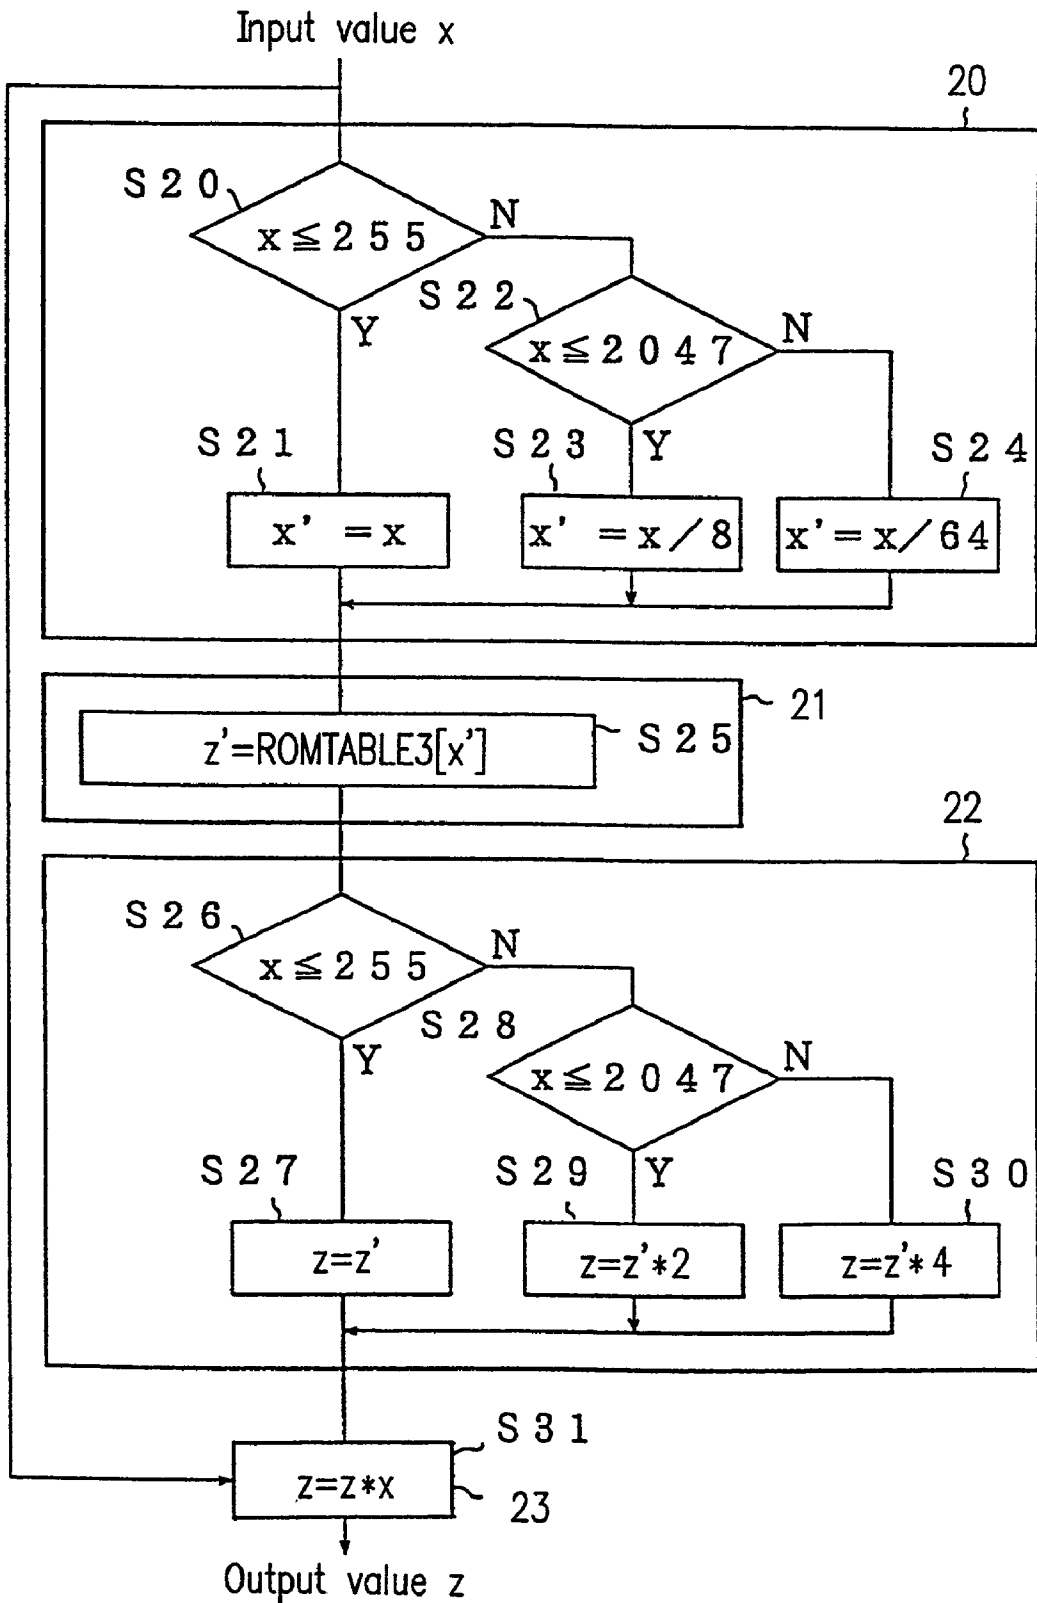 Input value x
20
S20
x≦255
N
S22
Y
x≦2047
N
S21
S23
Y
S24
x' = x
x' = x/8
x' = x/64
21
z'=ROMTABLE3[x']
S25
22
S26
x≦255
N
S28
Y
x≦2047
N
S27
S29
Y
S30
z=z'
z=z'*2
z=z'*4
S31
z=z*x
23
Output value z